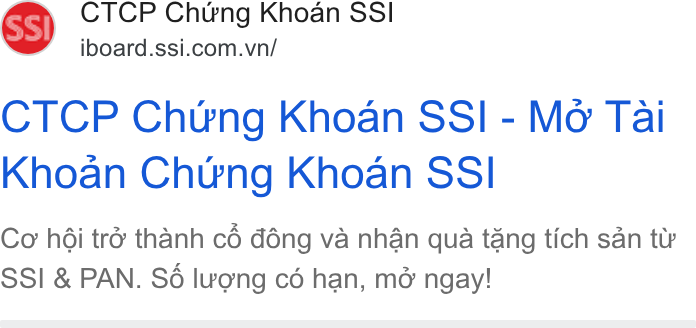 SSI
CTCP Chứng Khoán SSI
iboard.ssi.com.vn/
CTCP Chứng Khoán SSI - Mở Tài
Khoản Chứng Khoán SSI
Cơ hội trở thành cổ đông và nhận quà tặng tích sản từ
SSI & PAN. Số lượng có hạn, mở ngay!